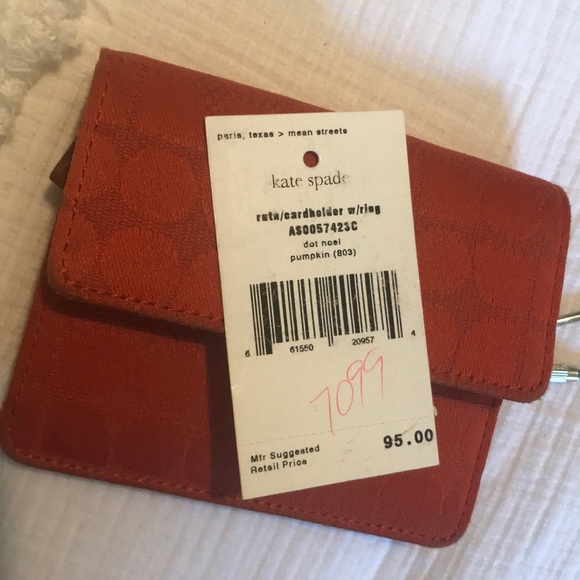 paris, texas > mean streets
kate spade
ruth/cardholder w/ring
AS0057423C
dot noel
pumpkin (803)
6 61550 20957 4
7099
Mfr Suggested
Retail Price
95.00